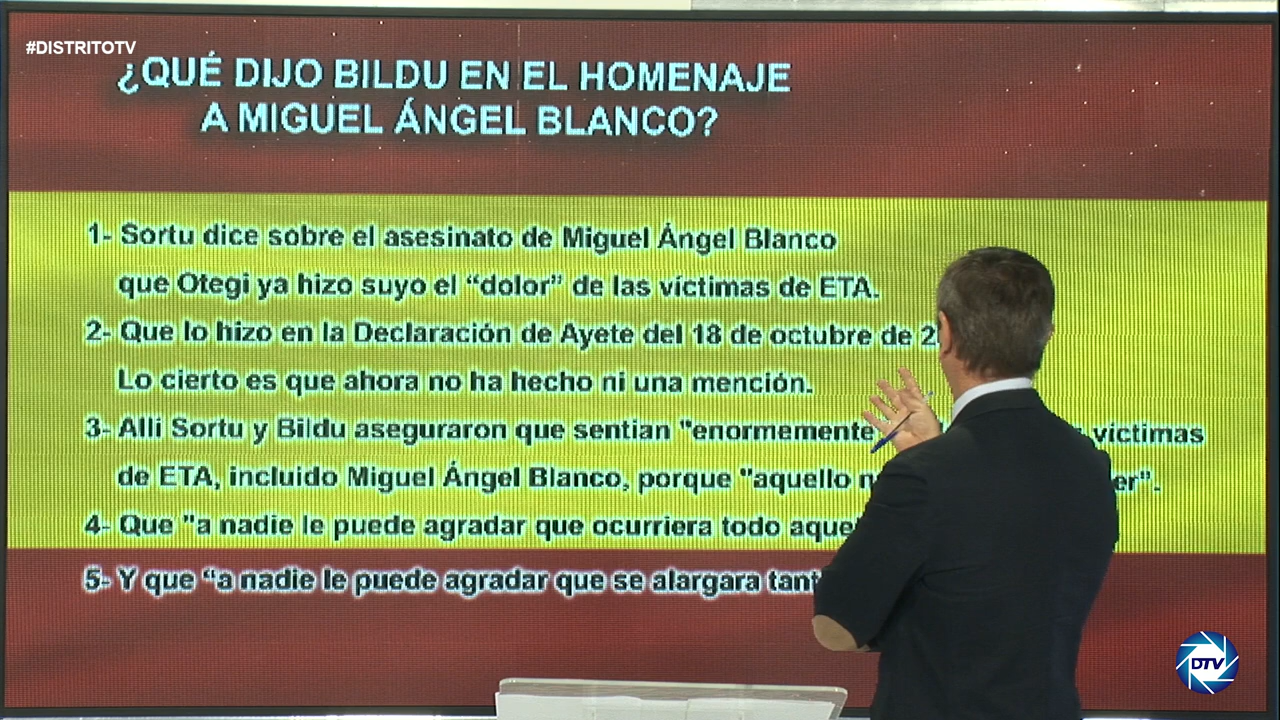 #DISTRITOTV
¿QUÉ DIJO BILDU EN EL HOMENAJE
A MIGUEL ÁNGEL BLANCO?
1- Sortu dice sobre el asesinato de Miguel Ángel Blanco
que Otegi ya hizo suyo el “dolor” de las víctimas de ETA.
2- Que lo hizo en la Declaración de Ayete del 18 de octubre de
Lo cierto es que ahora no ha hecho ni una mención.
3- Alli Sortu y Bildu aseguraron que sentian "enormemente víctimas
de ETA, incluido Miguel Ángel Blanco, porque "aquello
4- Que "a nadie le puede agradar que ocurriera todo
5- Y que “a nadie le puede agradar que se alargara
DTV